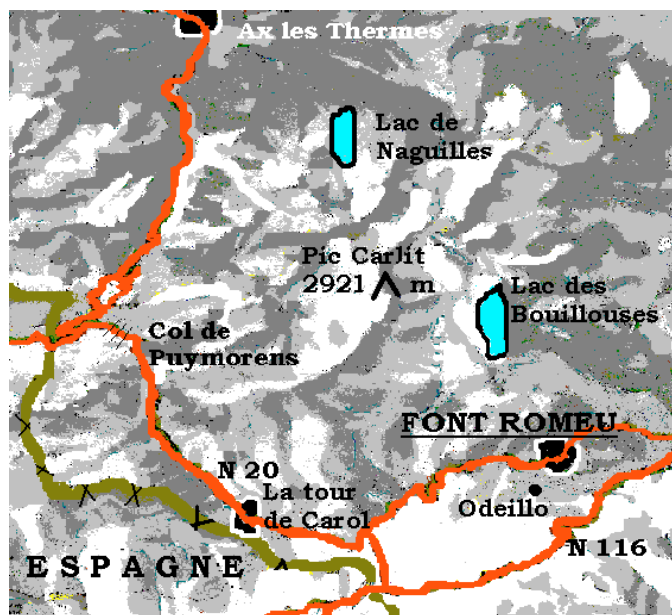 Ax les Thermes
Lac de
Naguilles
Pic Carlit
2921 m
Lac des
Bouillouses
Col de
Puymorens
FONT ROMEU
N 20
La tour
de Carol
Odeillo
N 116
ESPAGNE